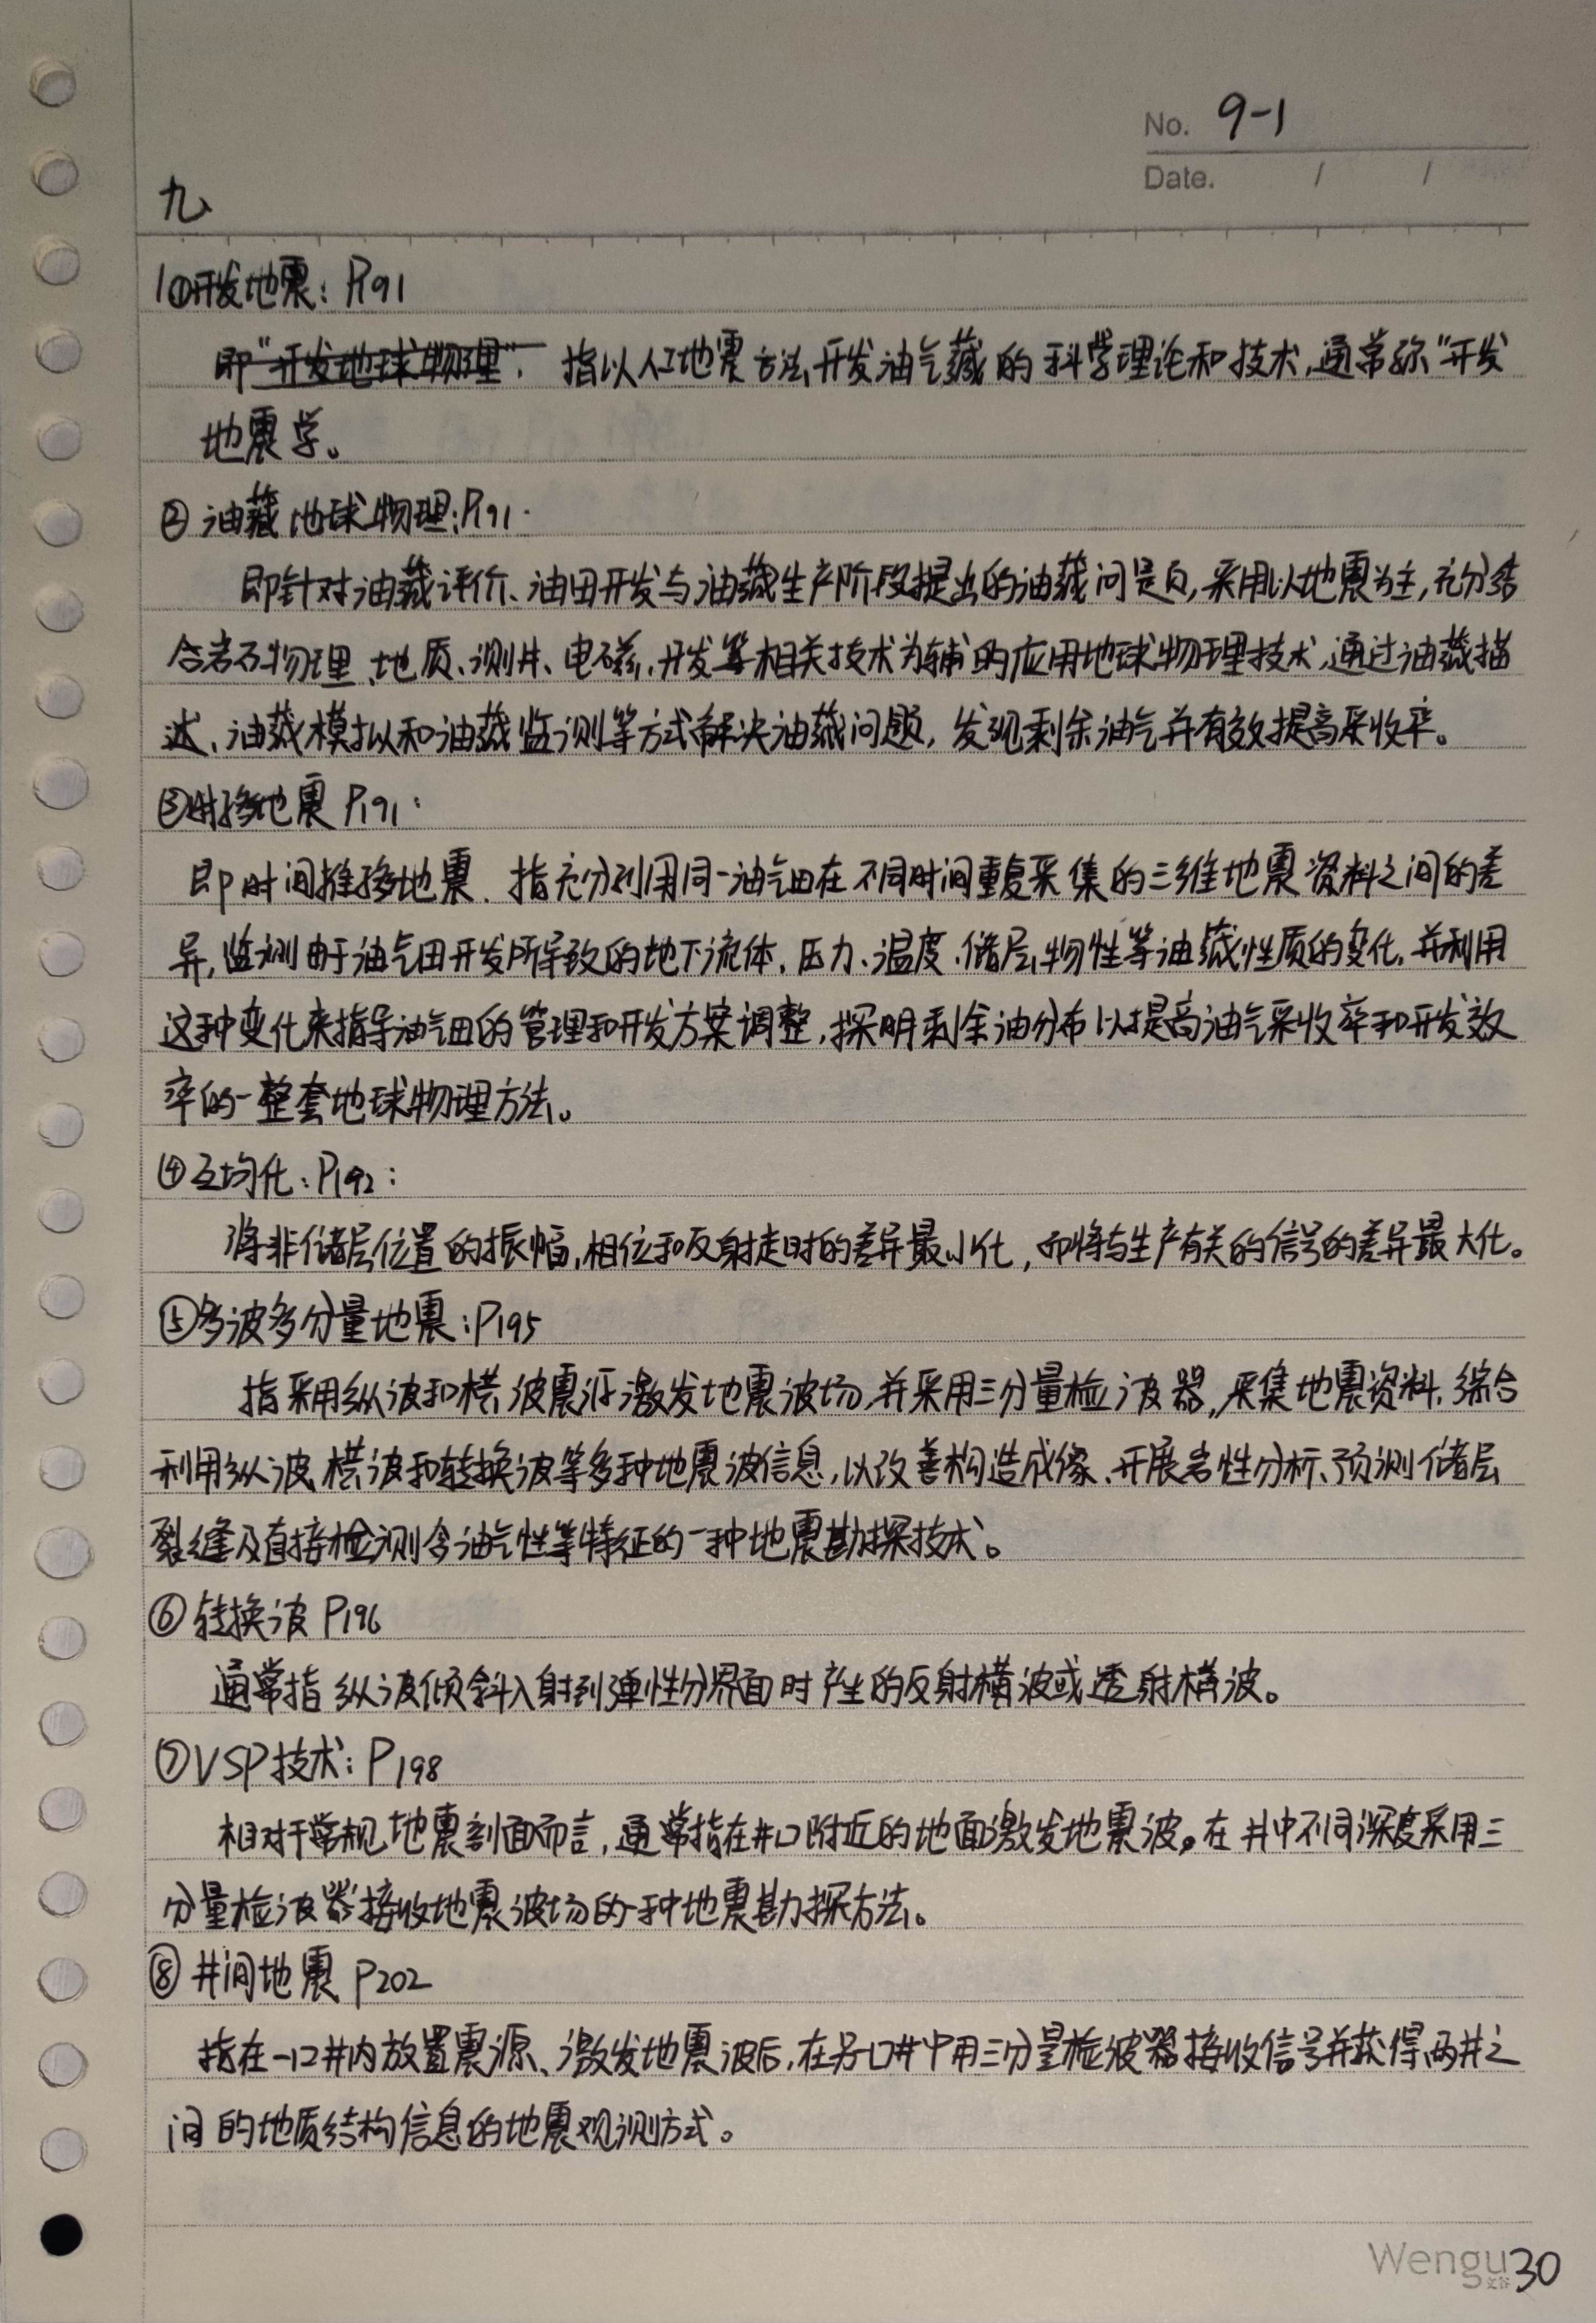 No. 9-1
Date. / /
九
1①开发地震：P191
即"开发地球物理"，指以人工地震方法开发油气藏的科学理论和技术，通常称"开发
地震学。
② 油藏地球物理：P191.
即针对油藏评价、油田开发与油藏生产阶段提出的油藏问题，采用以地震为主，充分结
合岩石物理、地质、测井、电磁、开发等相关技术为辅的应用地球物理技术，通过油藏描
述、油藏模拟和油藏监测等方式解决油藏问题，发现剩余油气并有效提高采收率。
③时移地震 P191：
即时间推移地震．指充分利用同一油气田在不同时间重复采集的三维地震资料之间的差
异，监测由于油气田开发所导致的地下流体、压力、温度、储层物性等油藏性质的变化，并利用
这种变化来指导油气田的管理和开发方案调整，探明剩余油分布以提高油气采收率和开发效
率的一整套地球物理方法。
④互均化：P192：
将非储层位置的振幅，相位和反射走时的差异最小化，而将与生产有关的信号的差异最大化。
⑤多波多分量地震：P195
指采用纵波和横波震源激发地震波场，并采用三分量检波器，采集地震资料，综合
利用纵波、横波和转换波等多种地震波信息，以改善构造成像、开展岩性分析、预测储层
裂缝及直接检测含油气性等特征的一种地震勘探技术。
⑥ 转换波 P196
通常指纵波倾斜入射到弹性分界面时产生的反射横波或透射横波。
⑦VSP技术：P198
相对于常规地震剖面而言，通常指在井口附近的地面激发地震波，在井中不同深度采用三
分量检波器接收地震波场的一种地震勘探方法。
⑧ 井间地震 P202
指在一口井内放置震源、激发地震波后，在另一口井中用三分量检波器接收信号并获得两井之
间的地质结构信息的地震观测方式。
Wengu 文谷 30